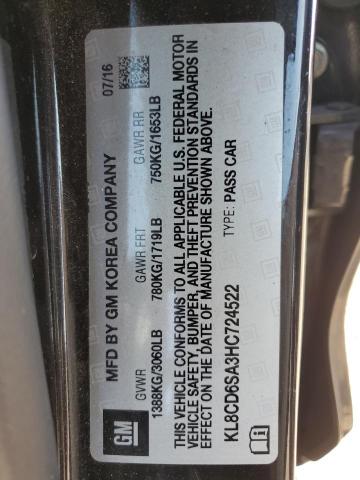 GM
MFD BY GM KOREA COMPANY
07/16
GVWR GAWR FRT GAWR RR
1388KG/3060LB 780KG/1719LB 750KG/1653LB
THIS VEHICLE CONFORMS TO ALL APPLICABLE U.S. FEDERAL MOTOR
VEHICLE SAFETY, BUMPER, AND THEFT PREVENTION STANDARDS IN
EFFECT ON THE DATE OF MANUFACTURE SHOWN ABOVE.
KL8CD6SA3HC724522 TYPE: PASS CAR